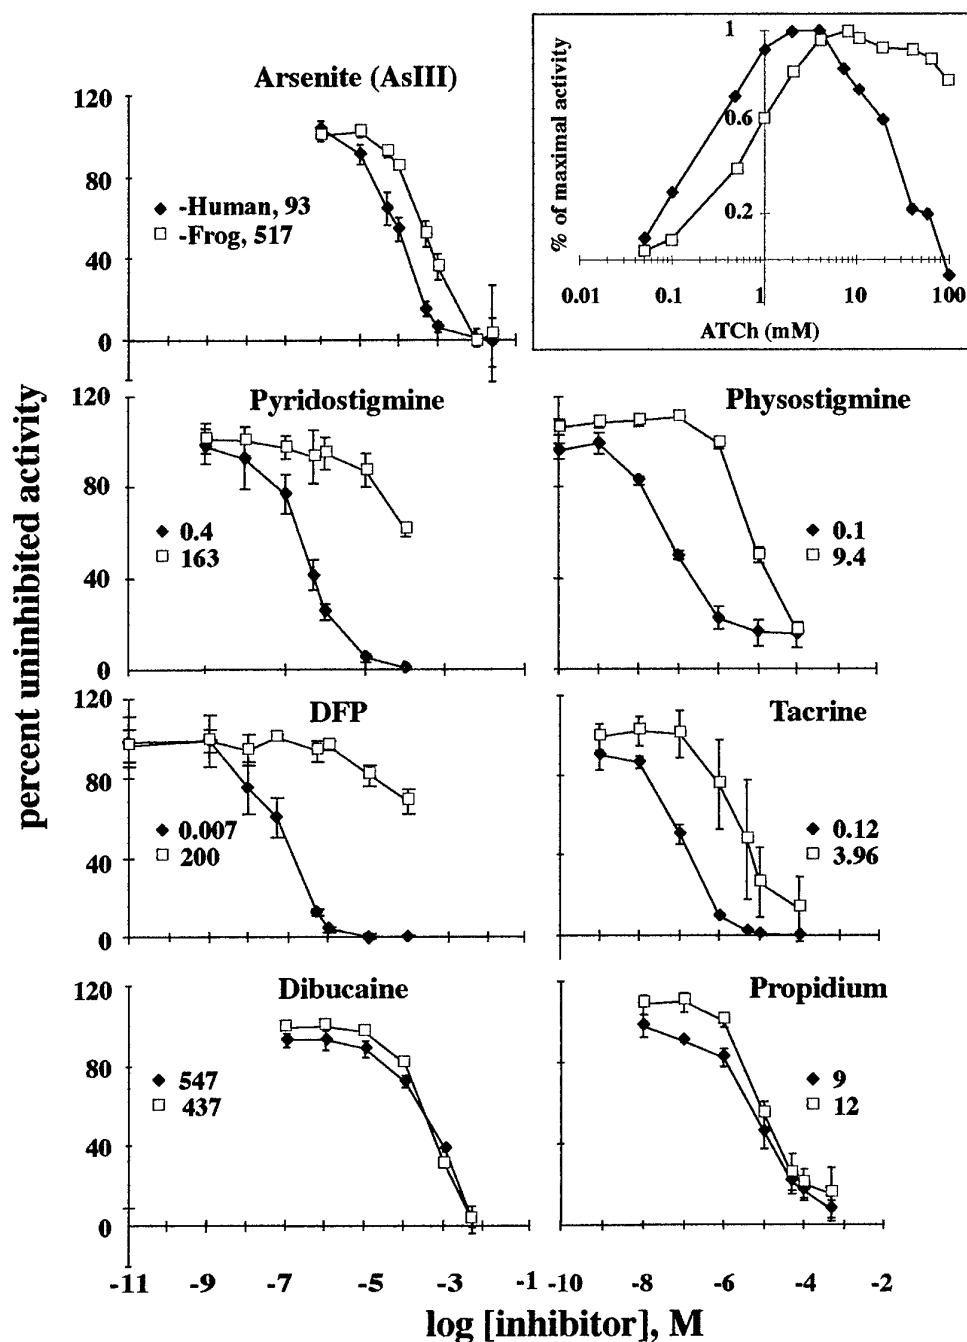 Arsenite (AsIII)
120
80
40
0
-Human, 93
-Frog, 517
% of maximal activity
1
0.6
0.2
0.01 0.1 1 10 100
ATCh (mM)
percent uninhibited activity
Pyridostigmine
120
80
40
0
0.4
163
Physostigmine
0.1
9.4
DFP
120
80
40
0
0.007
200
Tacrine
0.12
3.96
Dibucaine
120
80
40
0
547
437
Propidium
9
12
-11 -9 -7 -5 -3 -1
-10 -8 -6 -4 -2
log [inhibitor], M